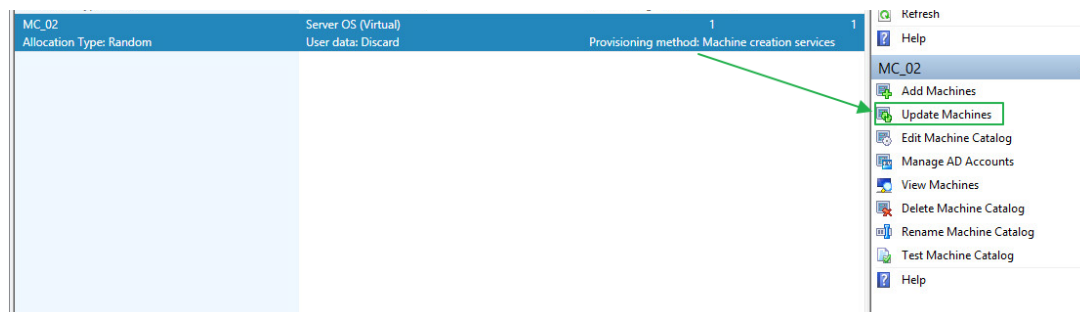 MC_02 Server OS (Virtual) 1 1
Allocation Type: Random User data: Discard Provisioning method: Machine creation services
Refresh
Help
MC_02
Add Machines
Update Machines
Edit Machine Catalog
Manage AD Accounts
View Machines
Delete Machine Catalog
Rename Machine Catalog
Test Machine Catalog
Help